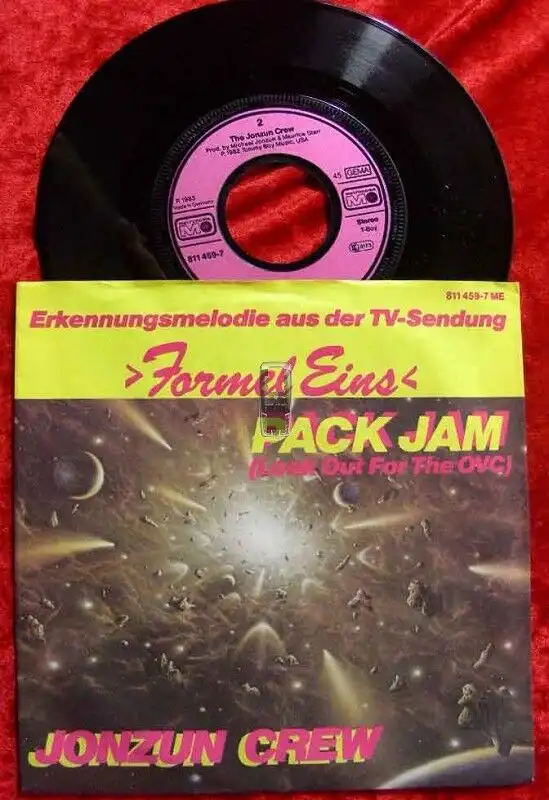 2
The Jonzun Crew
Prod. by Michael Jonzun & Maurice Starr
P. 1982 Tommy Boy Music, USA
P. 1983
Made in Germany
45 GEMA
Stereo
T-Boy
811 459-7
811 459-7 ME
Erkennungsmelodie aus der TV-Sendung
>Formel Eins<
PACK JAM
(Look Out For The OVC)
JONZUN CREW